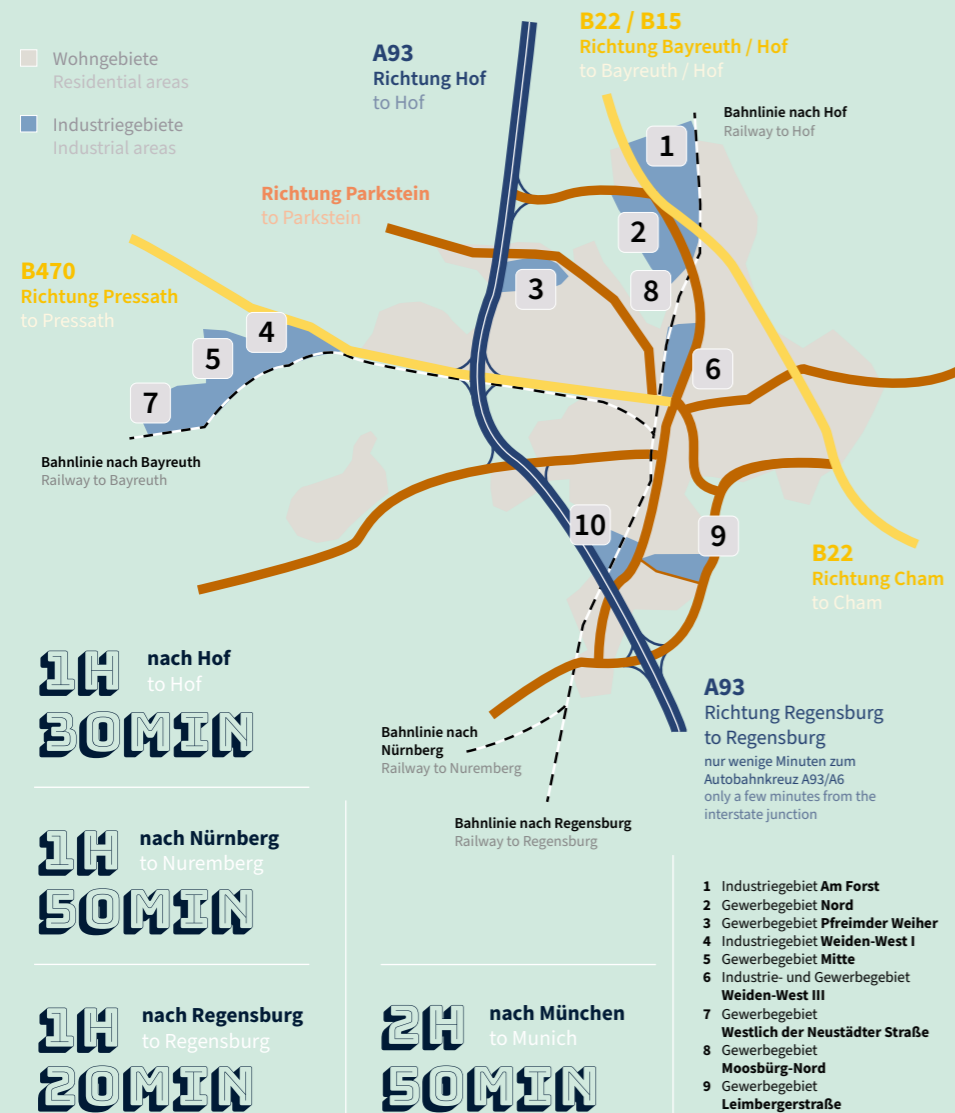 Wohngebiete
Residential areas
Industriegebiete
Industrial areas
A93
Richtung Hof
to Hof
B22 / B15
Richtung Bayreuth / Hof
to Bayreuth / Hof
Bahnlinie nach Hof
Railway to Hof
Richtung Parkstein
to Parkstein
B470
Richtung Pressath
to Pressath
1
2
3
8
4
5
6
7
Bahnlinie nach Bayreuth
Railway to Bayreuth
10
9
B22
Richtung Cham
to Cham
A93
Richtung Regensburg
to Regensburg
nur wenige Minuten zum
Autobahnkreuz A93/A6
only a few minutes from the
interstate junction
Bahnlinie nach
Nürnberg
Railway to Nuremberg
Bahnlinie nach Regensburg
Railway to Regensburg
1H
nach Hof
to Hof
30MIN
1H
nach Nürnberg
to Nuremberg
50MIN
1H
nach Regensburg
to Regensburg
20MIN
2H
nach München
to Munich
50MIN
1 Industriegebiet Am Forst
2 Gewerbegebiet Nord
3 Gewerbegebiet Pfreimder Weiher
4 Industriegebiet Weiden-West I
5 Gewerbegebiet Mitte
6 Industrie- und Gewerbegebiet
Weiden-West III
7 Gewerbegebiet
Westlich der Neustädter Straße
8 Gewerbegebiet
Moosbürg-Nord
9 Gewerbegebiet
Leimbergerstraße